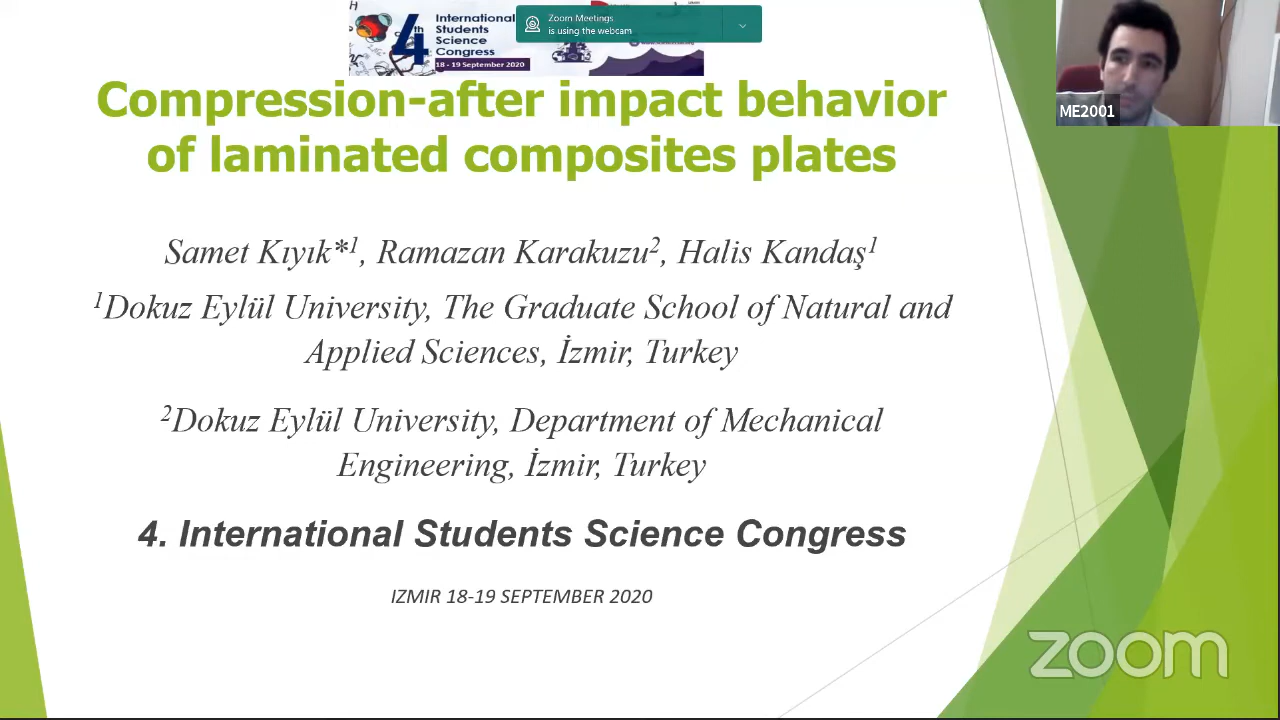 International
Students
Science
Congress
4th
18 - 19 September 2020
Zoom Meetings
is using the webcam
ME2001
Compression-after impact behavior
of laminated composites plates
Samet Kıyık*1, Ramazan Karakuzu2, Halis Kandaş1
1Dokuz Eylül University, The Graduate School of Natural and
Applied Sciences, İzmir, Turkey
2Dokuz Eylül University, Department of Mechanical
Engineering, İzmir, Turkey
4. International Students Science Congress
IZMIR 18-19 SEPTEMBER 2020
zoom